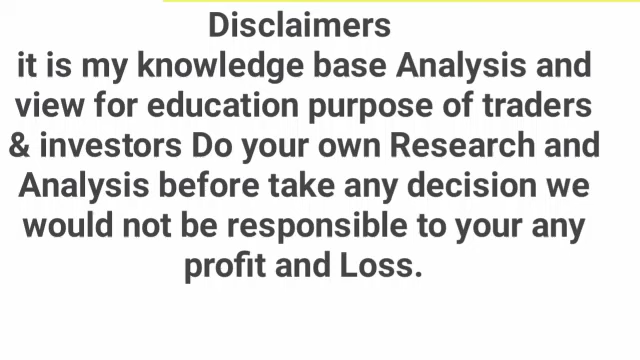 Disclaimers
it is my knowledge base Analysis and
view for education purpose of traders
& investors Do your own Research and
Analysis before take any decision we
would not be responsible to your any
profit and Loss.